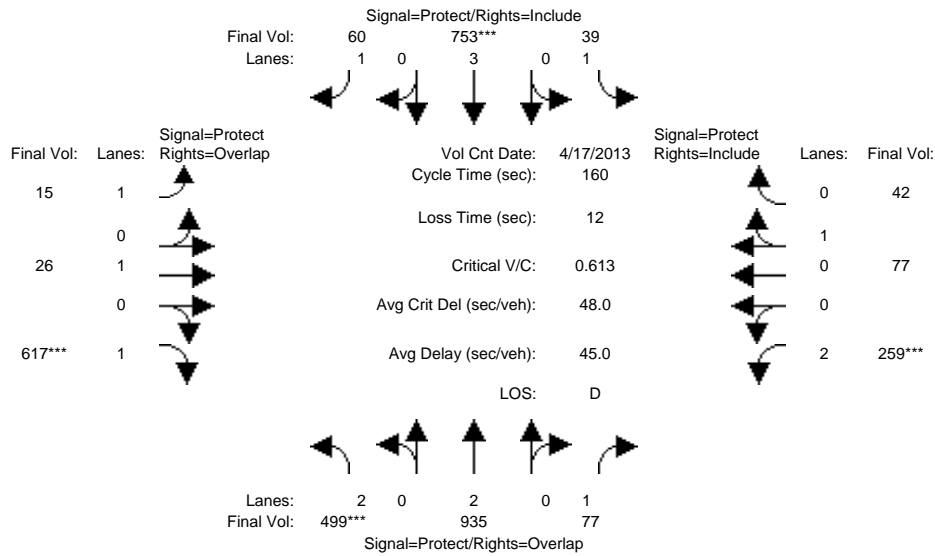 Signal=Protect/Rights=Include
Final Vol: 60 753*** 39
Lanes: 1 0 3 0 1
Signal=Protect Signal=Protect
Final Vol: Lanes: Rights=Overlap Vol Cnt Date: 4/17/2013 Rights=Include Lanes: Final Vol:
Cycle Time (sec): 160
15 1 0 42
Loss Time (sec): 12
0 1
26 1 Critical V/C: 0.613 0 77
0 Avg Crit Del (sec/veh): 48.0 0
617*** 1 Avg Delay (sec/veh): 45.0 2 259***
LOS: D
Lanes: 2 0 2 0 1
Final Vol: 499*** 935 77
Signal=Protect/Rights=Overlap